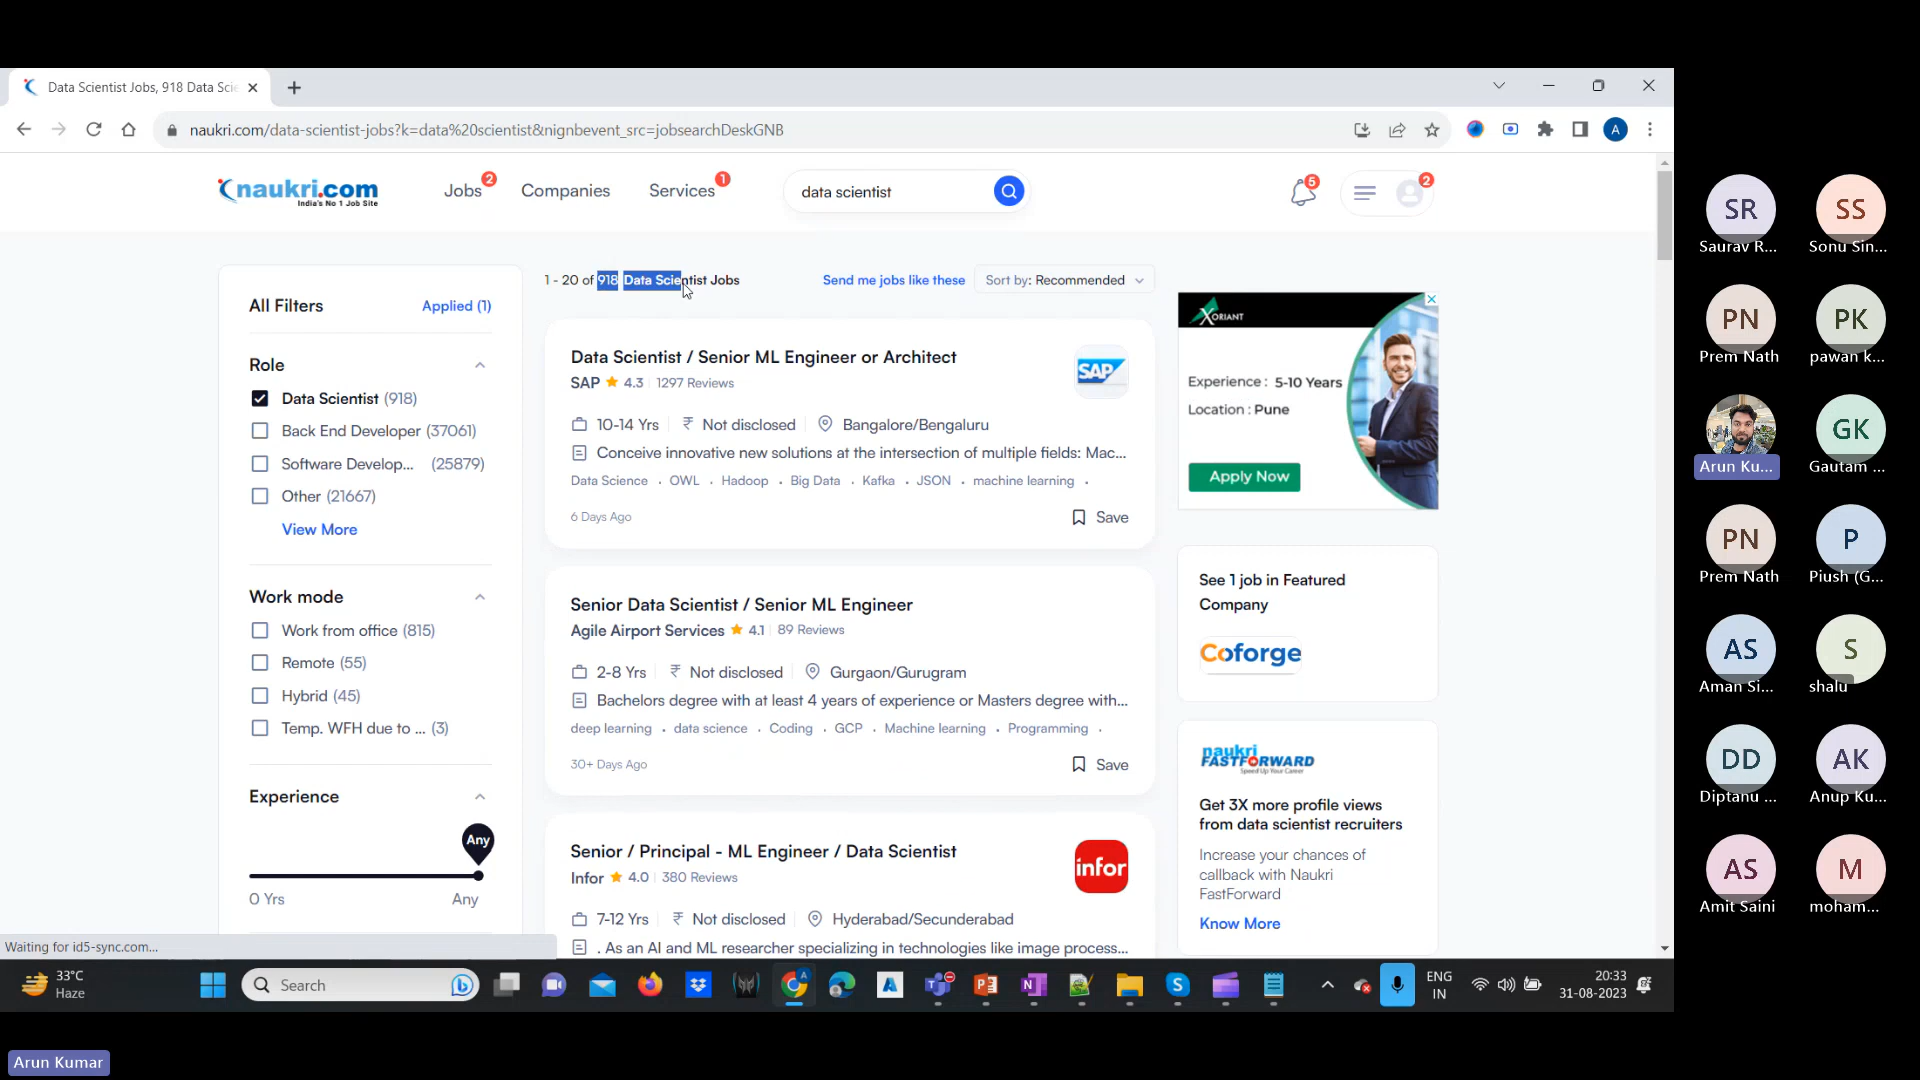 Data Scientist Jobs, 918 Data Scie
naukri.com/data-scientist-jobs?k=data%20scientist&nignbevent_src=jobsearchDeskGNB
A
naukri.com
India's No 1 Job Site
Jobs 2
Companies
Services 1
data scientist
5
2
All Filters
Applied (1)
Role
Data Scientist (918)
Back End Developer (37061)
Software Develop... (25879)
Other (21667)
View More
Work mode
Work from office (815)
Remote (55)
Hybrid (45)
Temp. WFH due to ... (3)
Experience
Any
0 Yrs
Any
Waiting for id5-sync.com...
1 - 20 of 918 Data Scientist Jobs
Send me jobs like these
Sort by: Recommended
Data Scientist / Senior ML Engineer or Architect
SAP 4.3 1297 Reviews
SAP
10-14 Yrs Not disclosed Bangalore/Bengaluru
Conceive innovative new solutions at the intersection of multiple fields: Mac...
Data Science . OWL . Hadoop . Big Data . Kafka . JSON . machine learning .
6 Days Ago
Save
Senior Data Scientist / Senior ML Engineer
Agile Airport Services 4.1 89 Reviews
2-8 Yrs Not disclosed Gurgaon/Gurugram
Bachelors degree with at least 4 years of experience or Masters degree with...
deep learning . data science . Coding . GCP . Machine learning . Programming .
30+ Days Ago
Save
Senior / Principal - ML Engineer / Data Scientist
Infor 4.0 380 Reviews
infor
7-12 Yrs Not disclosed Hyderabad/Secunderabad
. As an AI and ML researcher specializing in technologies like image process...
XORIANT
Experience : 5-10 Years
Location : Pune
Apply Now
See 1 job in Featured
Company
Coforge
naukri
FASTFORWARD
Speed Up Your Career
Get 3X more profile views
from data scientist recruiters
Increase your chances of
callback with Naukri
FastForward
Know More
33°C
Haze
Search
ENG
IN
20:33
31-08-2023
SR
Saurav R...
SS
Sonu Sin...
PN
Prem Nath
PK
pawan k...
Arun Ku...
GK
Gautam ...
PN
Prem Nath
P
Piush (G...
AS
Aman Si...
S
shalu
DD
Diptanu ...
AK
Anup Ku...
AS
Amit Saini
M
moham...
Arun Kumar